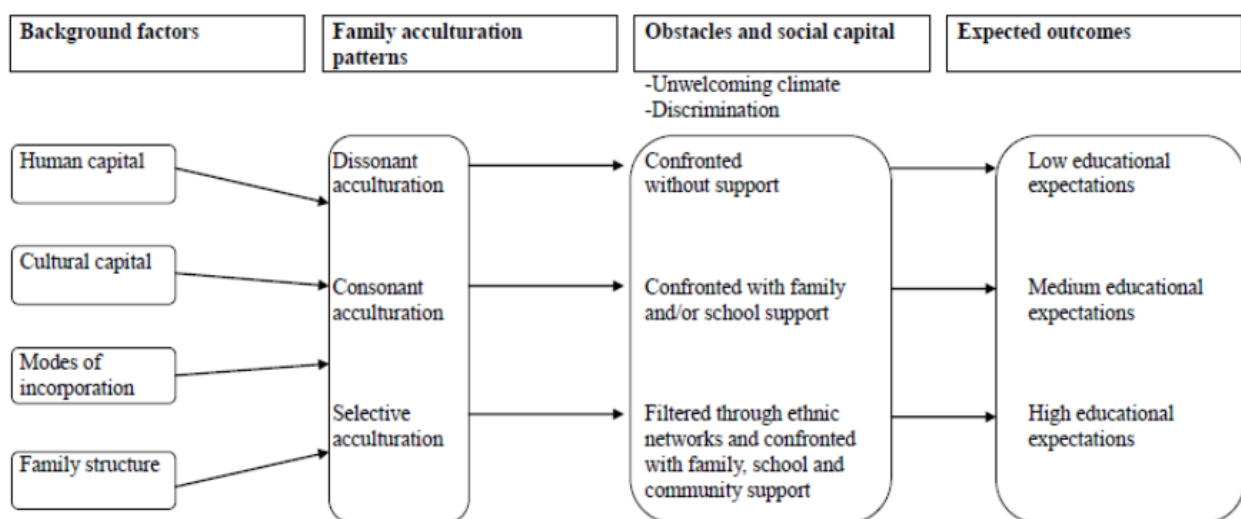 Background factors
Family acculturation
patterns
Obstacles and social capital
Expected outcomes
-Unwelcoming climate
-Discrimination
Human capital
Cultural capital
Modes of
incorporation
Family structure
Dissonant
acculturation
Consonant
acculturation
Selective
acculturation
Confronted
without support
Confronted with family
and/or school support
Filtered through ethnic
networks and confronted
with family, school and
community support
Low educational
expectations
Medium educational
expectations
High educational
expectations